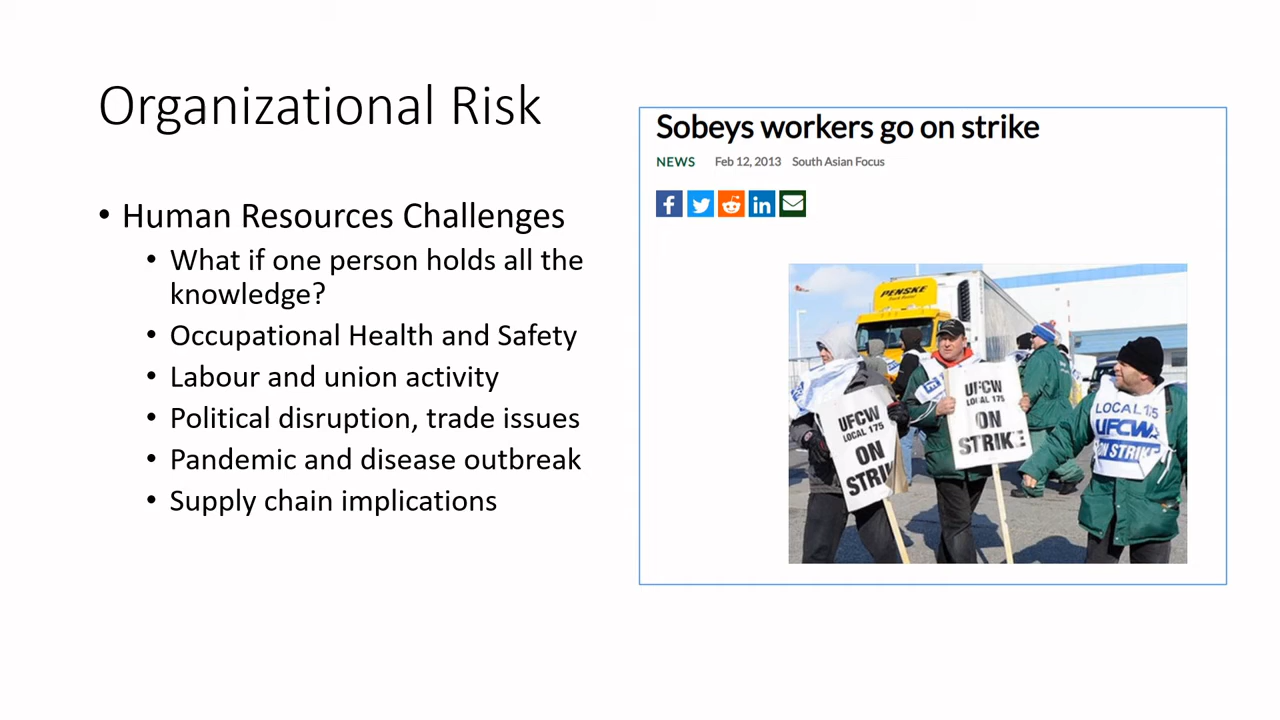 Organizational Risk
• Human Resources Challenges
• What if one person holds all the
knowledge?
• Occupational Health and Safety
• Labour and union activity
• Political disruption, trade issues
• Pandemic and disease outbreak
• Supply chain implications
Sobeys workers go on strike
NEWS Feb 12, 2013 South Asian Focus
PENSKE
UFCW
LOCAL 175
ON
STRIK
UFCW
LOCAL 175
ON
STRIKE
LOCAL 175
UFCW
ON STRIKE